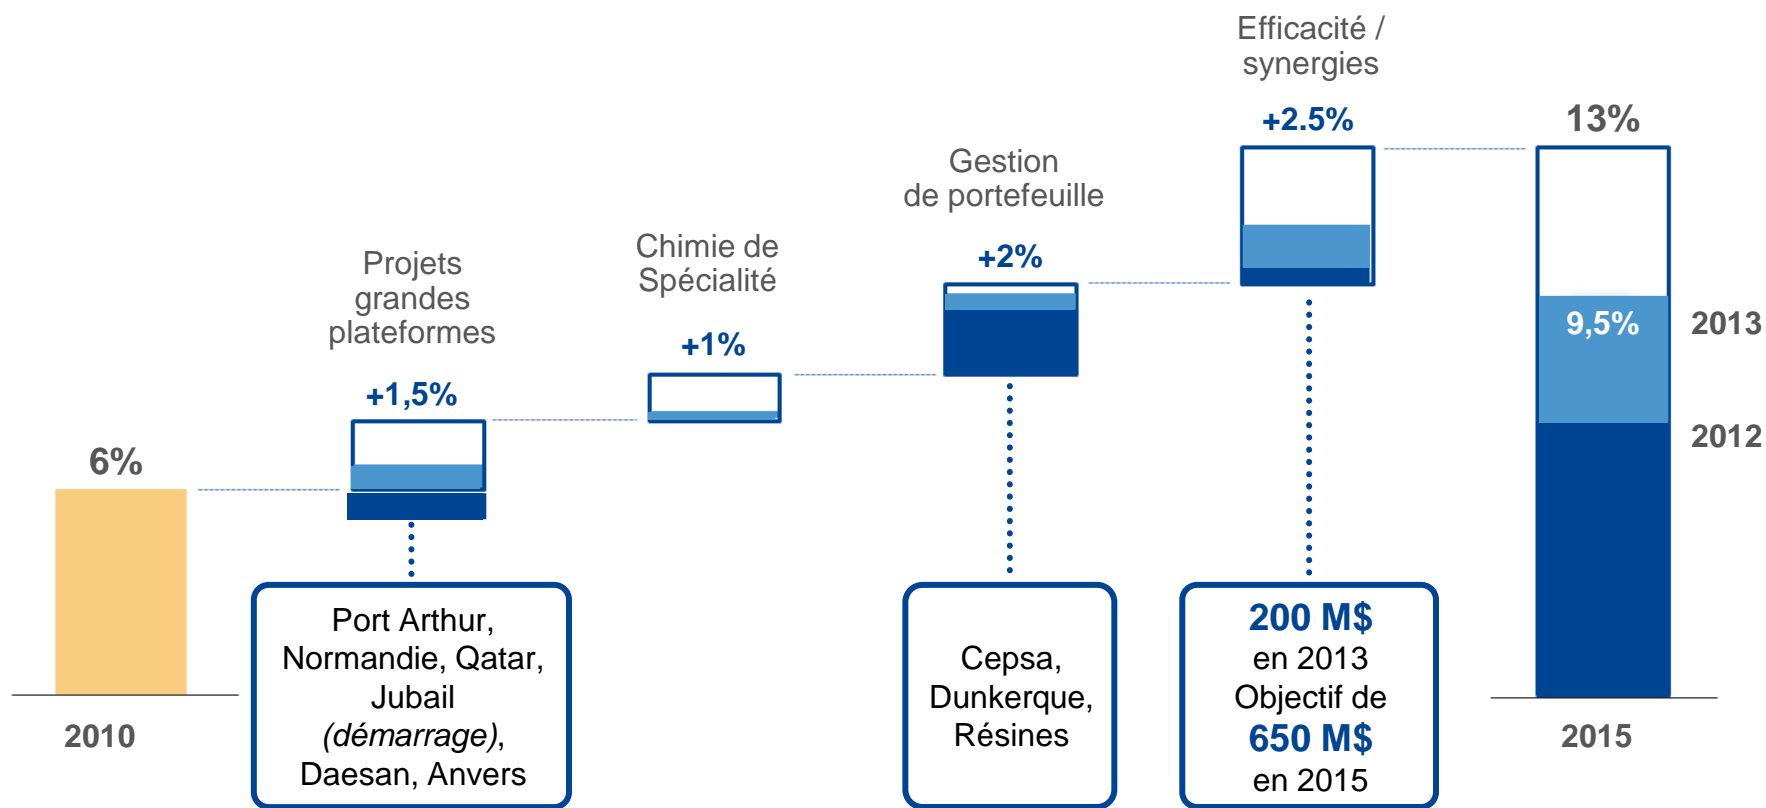 6%
2010
Projets
grandes
plateformes
+1,5%
Port Arthur,
Normandie, Qatar,
Jubail
(démarrage),
Daesan, Anvers
Chimie de
Spécialité
+1%
Gestion
de portefeuille
+2%
Cepsa,
Dunkerque,
Résines
Efficacité /
synergies
+2.5%
200 M$
en 2013
Objectif de
650 M$
en 2015
13%
9,5%
2013
2012
2015